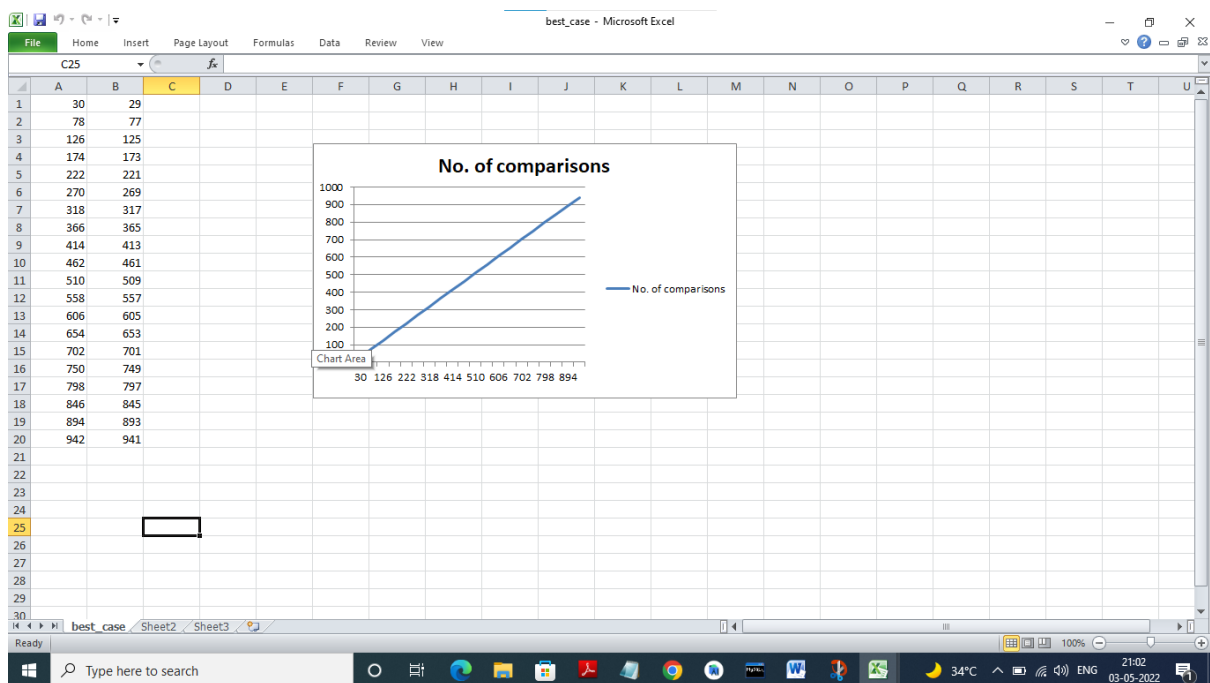 best_case - Microsoft Excel
File Home Insert Page Layout Formulas Data Review View
C25 fx
A B C D E F G H I J K L M N O P Q R S T U
1 30 29
2 78 77
3 126 125
4 174 173
5 222 221
6 270 269
7 318 317
8 366 365
9 414 413
10 462 461
11 510 509
12 558 557
13 606 605
14 654 653
15 702 701
16 750 749
17 798 797
18 846 845
19 894 893
20 942 941
21
22
23
24
25
26
27
28
29
30
No. of comparisons
1000
900
800
700
600
500
400
300
200
100
Chart Area
30 126 222 318 414 510 606 702 798 894
No. of comparisons
best_case Sheet2 Sheet3
Ready 100%
Type here to search
34°C ENG 21:02
03-05-2022